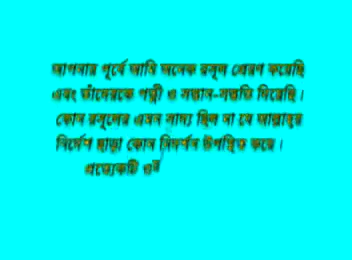 আপনার পূর্বে আমি অনেক রসূল প্রেরণ করেছি
এবং তাঁদেরকে পত্নী ও সন্তান-সন্ততি দিয়েছি।
কোন রসূলের এমন সাধ্য ছিল না যে আল্লাহর
নির্দেশ ছাড়া কোন নিদর্শন উপস্থিত করে।
প্রত্যেকটি ওয়